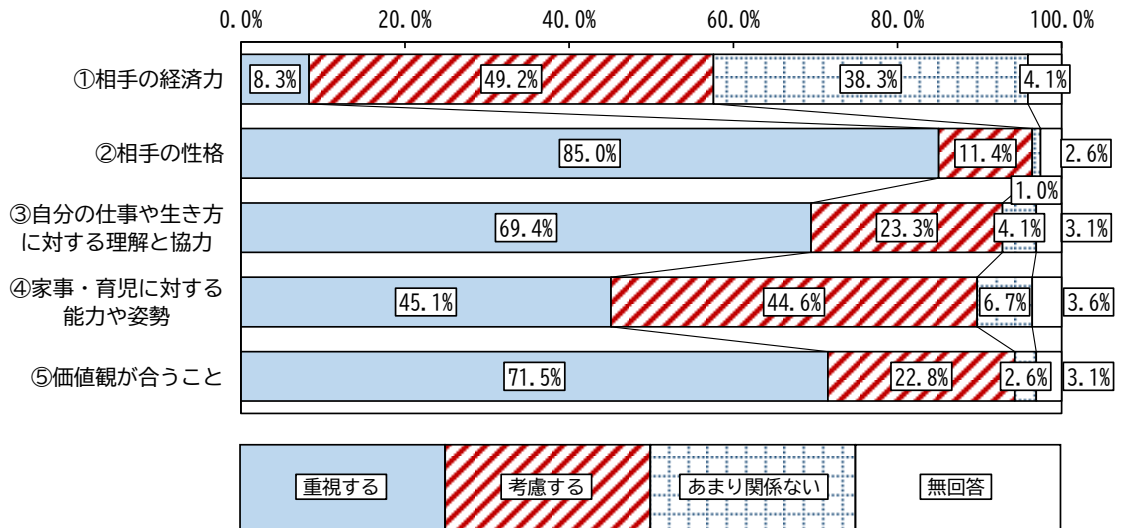 0.0% 20.0% 40.0% 60.0% 80.0% 100.0%
①相手の経済力 8.3% 49.2% 38.3% 4.1%
②相手の性格 85.0% 11.4% 1.0% 2.6%
③自分の仕事や生き方
に対する理解と協力 69.4% 23.3% 4.1% 3.1%
④家事・育児に対する
能力や姿勢 45.1% 44.6% 6.7% 3.6%
⑤価値観が合うこと 71.5% 22.8% 2.6% 3.1%
重視する 考慮する あまり関係ない 無回答